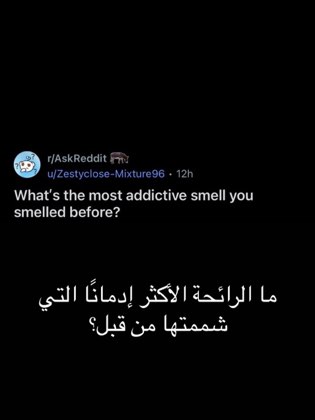 r/AskReddit
u/Zestyclose-Mixture96 • 12h
What's the most addictive smell you
smelled before?
ما الرائحة الأكثر إدمانًا التي
شممتها من قبل؟